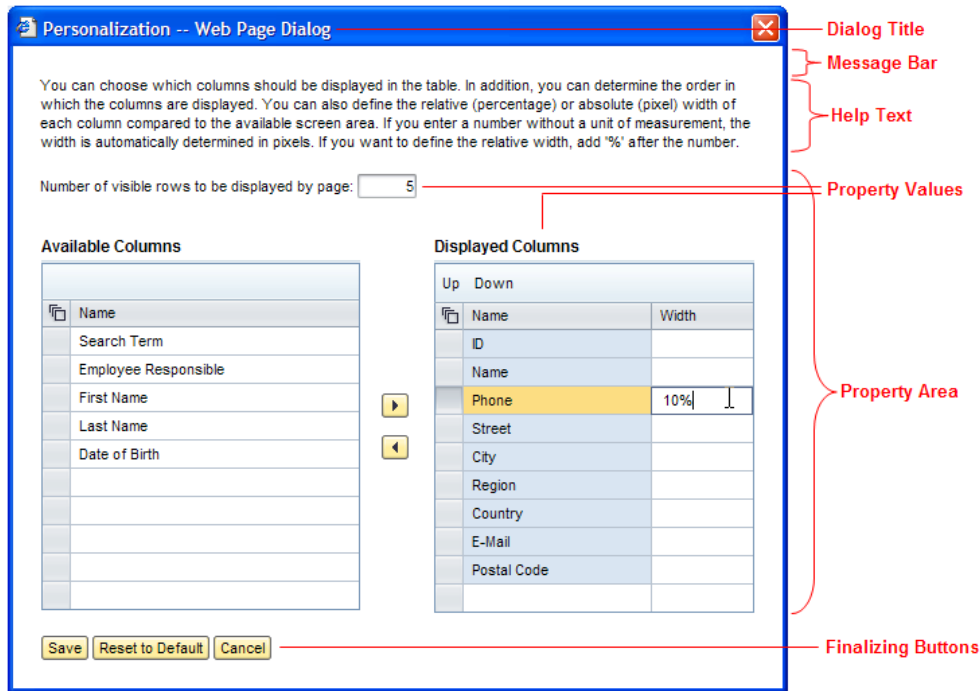 Personalization -- Web Page Dialog
Dialog Title
Message Bar
You can choose which columns should be displayed in the table. In addition, you can determine the order in
which the columns are displayed. You can also define the relative (percentage) or absolute (pixel) width of
each column compared to the available screen area. If you enter a number without a unit of measurement, the
width is automatically determined in pixels. If you want to define the relative width, add '%' after the number.
Help Text
Number of visible rows to be displayed by page: 5
Property Values
Available Columns
Name
Search Term
Employee Responsible
First Name
Last Name
Date of Birth
Displayed Columns
Up Down
Name Width
ID
Name
Phone 10%
Street
City
Region
Country
E-Mail
Postal Code
Property Area
Save Reset to Default Cancel
Finalizing Buttons